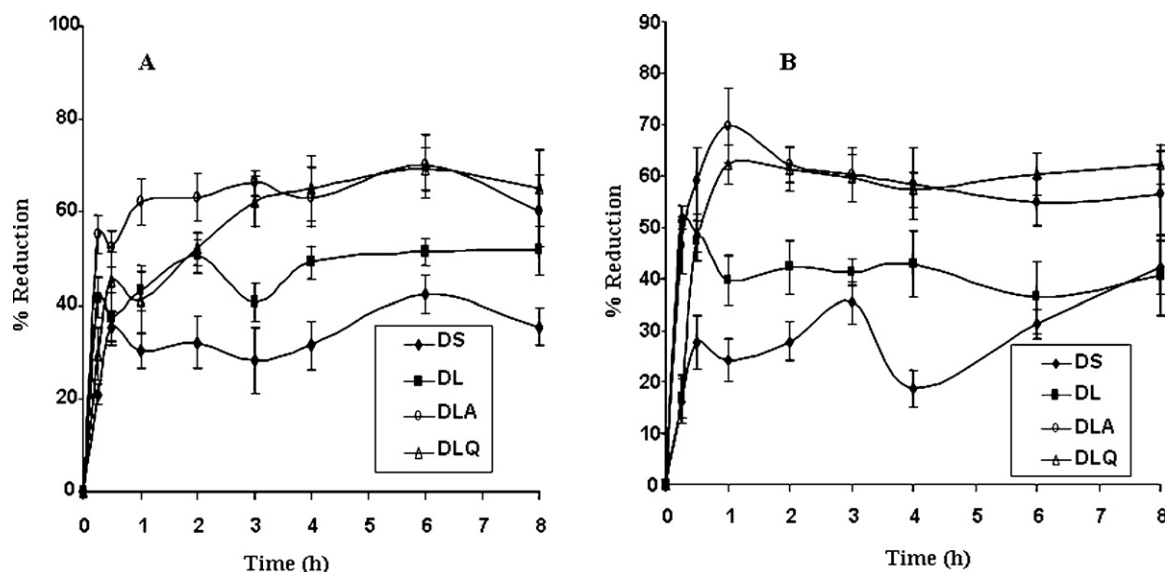 A
% Reduction
100
80
60
40
20
0
0 1 2 3 4 5 6 7 8
Time (h)
DS
DL
DLA
DLQ
B
% Reduction
90
80
70
60
50
40
30
20
10
0
0 1 2 3 4 5 6 7 8
Time (h)
DS
DL
DLA
DLQ